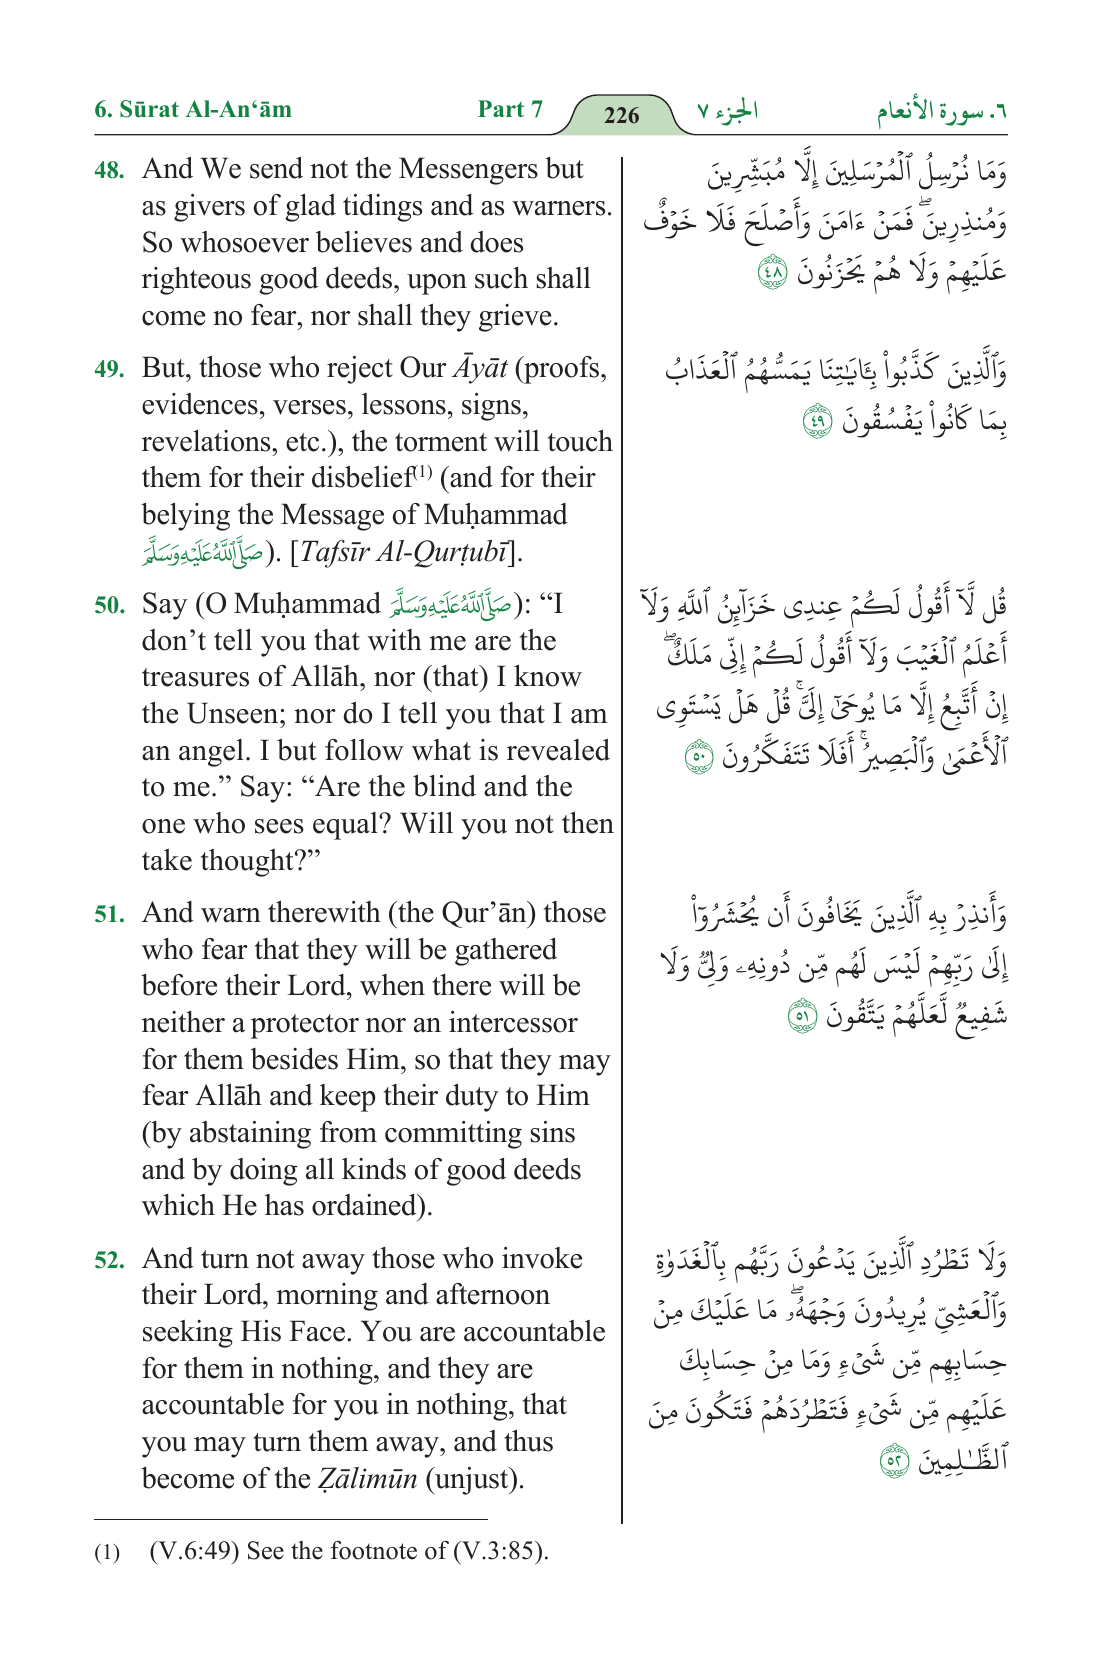 6. Sūrat Al-An‘ām Part 7 226 الجزء ٧ ٦. سورة الأنعام
48. And We send not the Messengers but
as givers of glad tidings and as warners.
So whosoever believes and does
righteous good deeds, upon such shall
come no fear, nor shall they grieve.
وَمَا نُرۡسِلُ ٱلۡمُرۡسَلِينَ إِلَّا مُبَشِّرِينَ
وَمُنذِرِينَۖ فَمَنۡ ءَامَنَ وَأَصۡلَحَ فَلَا خَوۡفٌ
عَلَيۡهِمۡ وَلَا هُمۡ يَحۡزَنُونَ ٤٨
49. But, those who reject Our Āyāt (proofs,
evidences, verses, lessons, signs,
revelations, etc.), the torment will touch
them for their disbelief(1) (and for their
belying the Message of Muḥammad
صَلَّى ٱللَّهُ عَلَيْهِ وَسَلَّمَ). [Tafsīr Al-Qurṭubī].
وَٱلَّذِينَ كَذَّبُواْ بِـَٔايَٰتِنَا يَمَسُّهُمُ ٱلۡعَذَابُ
بِمَا كَانُواْ يَفۡسُقُونَ ٤٩
50. Say (O Muḥammad صَلَّى ٱللَّهُ عَلَيْهِ وَسَلَّمَ): “I
don’t tell you that with me are the
treasures of Allāh, nor (that) I know
the Unseen; nor do I tell you that I am
an angel. I but follow what is revealed
to me.” Say: “Are the blind and the
one who sees equal? Will you not then
take thought?”
قُل لَّآ أَقُولُ لَكُمۡ عِندِى خَزَآئِنُ ٱللَّهِ وَلَآ
أَعۡلَمُ ٱلۡغَيۡبَ وَلَآ أَقُولُ لَكُمۡ إِنِّى مَلَكٌۖ
إِنۡ أَتَّبِعُ إِلَّا مَا يُوحَىٰٓ إِلَىَّۚ قُلۡ هَلۡ يَسۡتَوِى
ٱلۡأَعۡمَىٰ وَٱلۡبَصِيرُۚ أَفَلَا تَتَفَكَّرُونَ ٥٠
51. And warn therewith (the Qur’ān) those
who fear that they will be gathered
before their Lord, when there will be
neither a protector nor an intercessor
for them besides Him, so that they may
fear Allāh and keep their duty to Him
(by abstaining from committing sins
and by doing all kinds of good deeds
which He has ordained).
وَأَنذِرۡ بِهِ ٱلَّذِينَ يَخَافُونَ أَن يُحۡشَرُوٓاْ
إِلَىٰ رَبِّهِمۡ لَيۡسَ لَهُم مِّن دُونِهِۦ وَلِىٌّ وَلَا
شَفِيعٌ لَّعَلَّهُمۡ يَتَّقُونَ ٥١
52. And turn not away those who invoke
their Lord, morning and afternoon
seeking His Face. You are accountable
for them in nothing, and they are
accountable for you in nothing, that
you may turn them away, and thus
become of the Ẓālimūn (unjust).
وَلَا تَطۡرُدِ ٱلَّذِينَ يَدۡعُونَ رَبَّهُم بِٱلۡغَدَوٰةِ
وَٱلۡعَشِىِّ يُرِيدُونَ وَجۡهَهُۥۖ مَا عَلَيۡكَ مِنۡ
حِسَابِهِم مِّن شَىۡءٍ وَمَا مِنۡ حِسَابِكَ
عَلَيۡهِم مِّن شَىۡءٍ فَتَطۡرُدَهُمۡ فَتَكُونَ مِنَ
ٱلظَّٰلِمِينَ ٥٢
(1) (V.6:49) See the footnote of (V.3:85).